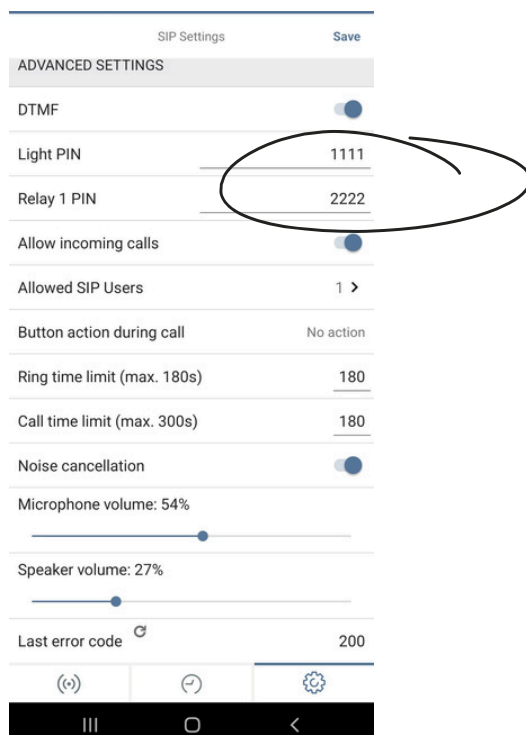 SIP Settings Save
ADVANCED SETTINGS
DTMF
Light PIN 1111
Relay 1 PIN 2222
Allow incoming calls
Allowed SIP Users 1 >
Button action during call No action
Ring time limit (max. 180s) 180
Call time limit (max. 300s) 180
Noise cancellation
Microphone volume: 54%
Speaker volume: 27%
Last error code 200